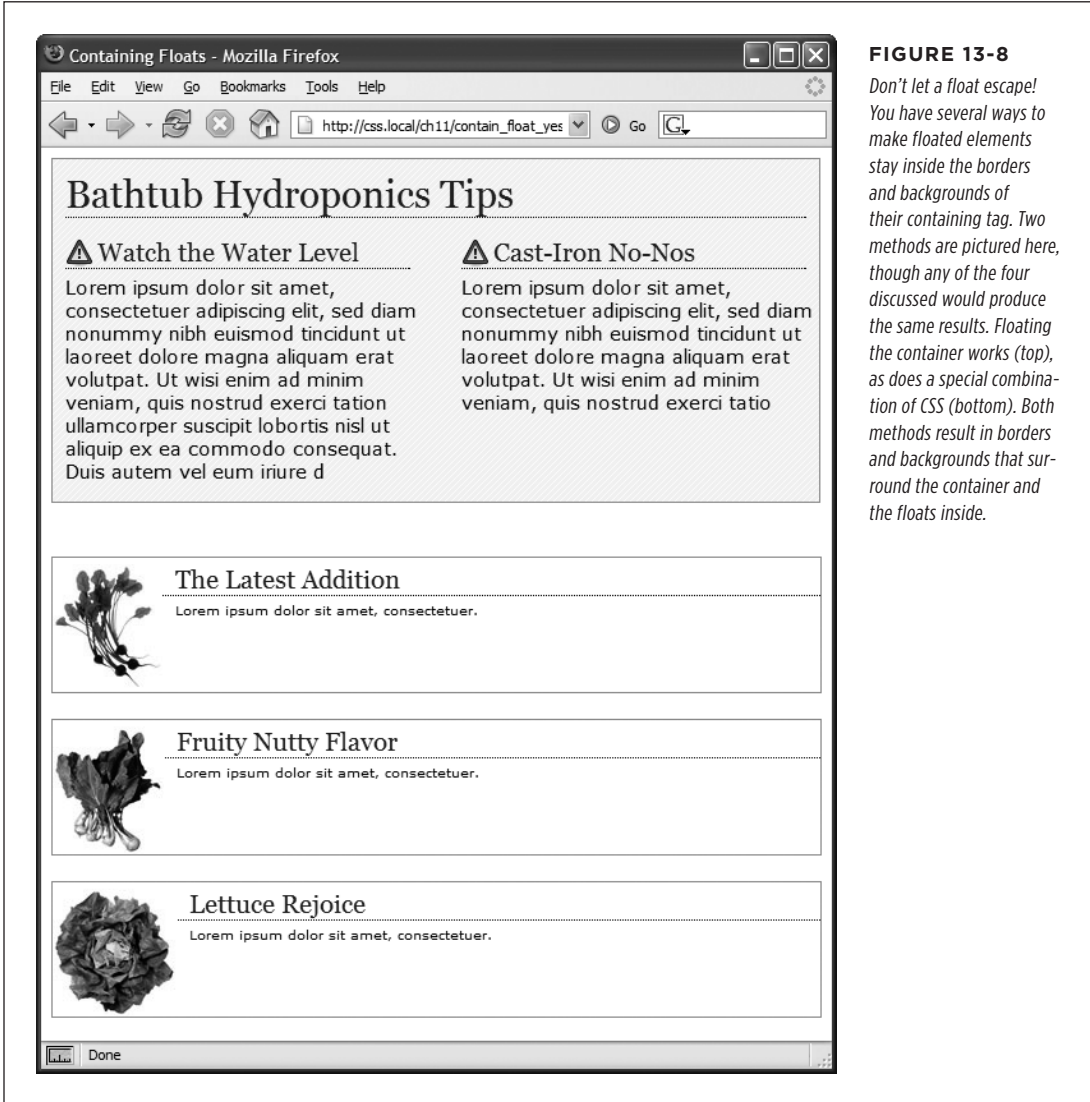 Containing Floats - Mozilla Firefox
File Edit View Go Bookmarks Tools Help
http://css.local/ch11/contain_float_yes Go G
Bathtub Hydroponics Tips
Watch the Water Level
Lorem ipsum dolor sit amet,
consectetuer adipiscing elit, sed diam
nonummy nibh euismod tincidunt ut
laoreet dolore magna aliquam erat
volutpat. Ut wisi enim ad minim
veniam, quis nostrud exerci tation
ullamcorper suscipit lobortis nisl ut
aliquip ex ea commodo consequat.
Duis autem vel eum iriure d
Cast-Iron No-Nos
Lorem ipsum dolor sit amet,
consectetuer adipiscing elit, sed diam
nonummy nibh euismod tincidunt ut
laoreet dolore magna aliquam erat
volutpat. Ut wisi enim ad minim
veniam, quis nostrud exerci tatio
The Latest Addition
Lorem ipsum dolor sit amet, consectetuer.
Fruity Nutty Flavor
Lorem ipsum dolor sit amet, consectetuer.
Lettuce Rejoice
Lorem ipsum dolor sit amet, consectetuer.
Done
FIGURE 13-8
Don't let a float escape!
You have several ways to
make floated elements
stay inside the borders
and backgrounds of
their containing tag. Two
methods are pictured here,
though any of the four
discussed would produce
the same results. Floating
the container works (top),
as does a special combina-
tion of CSS (bottom). Both
methods result in borders
and backgrounds that sur-
round the container and
the floats inside.